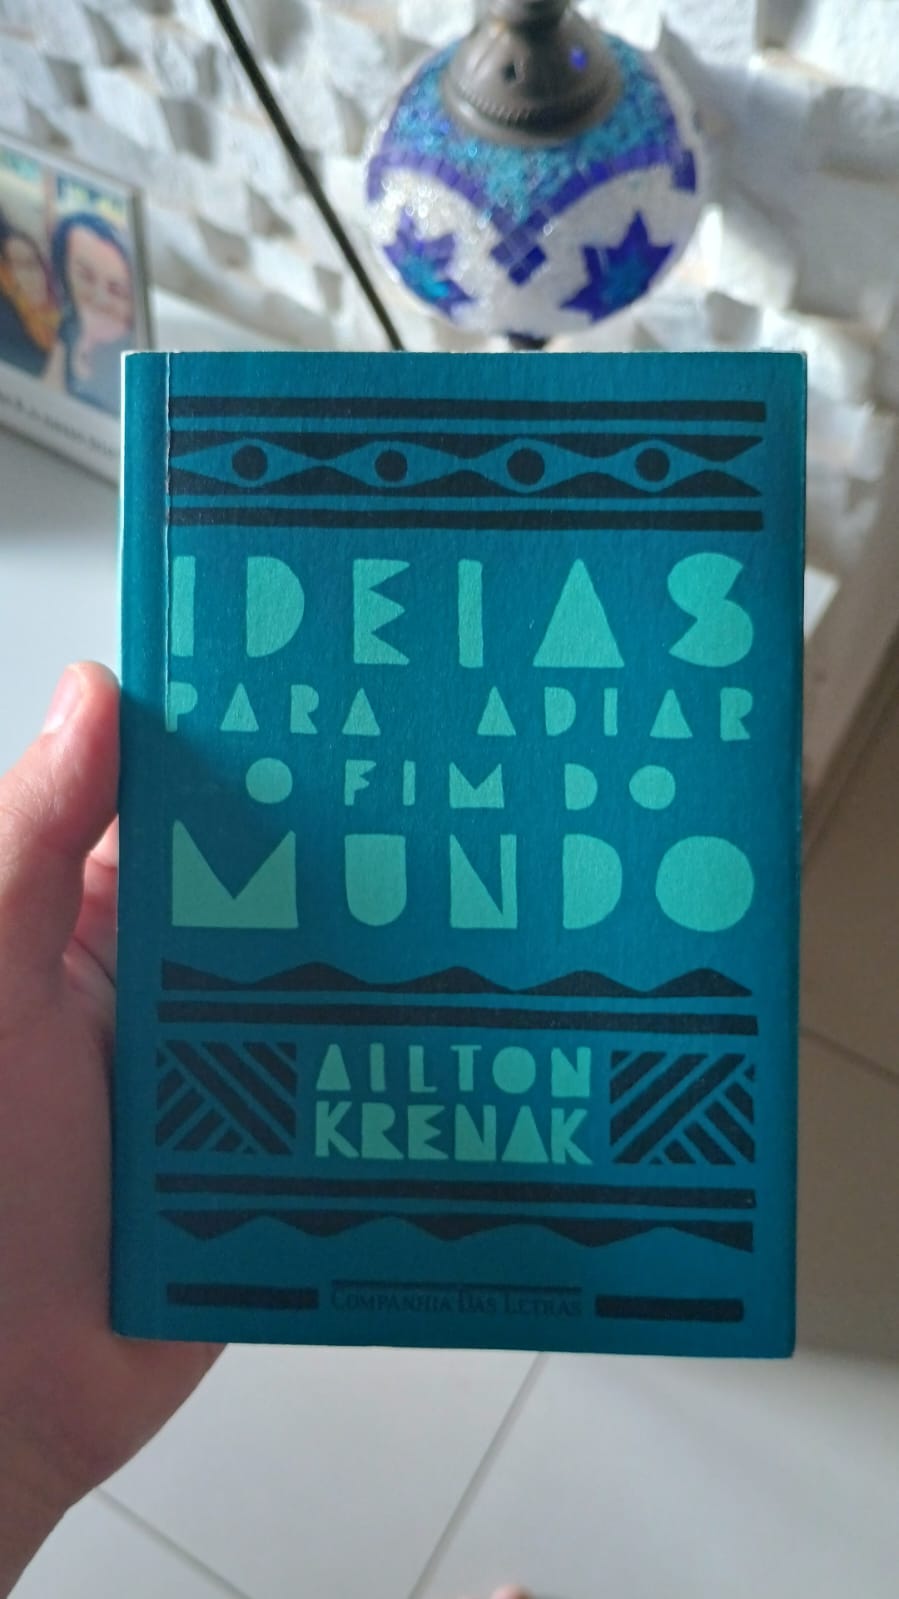 IDEIAS
PARA ADIAR
O FIM DO
MUNDO
AILTON
KRENAK
COMPANHIA DAS LETRAS